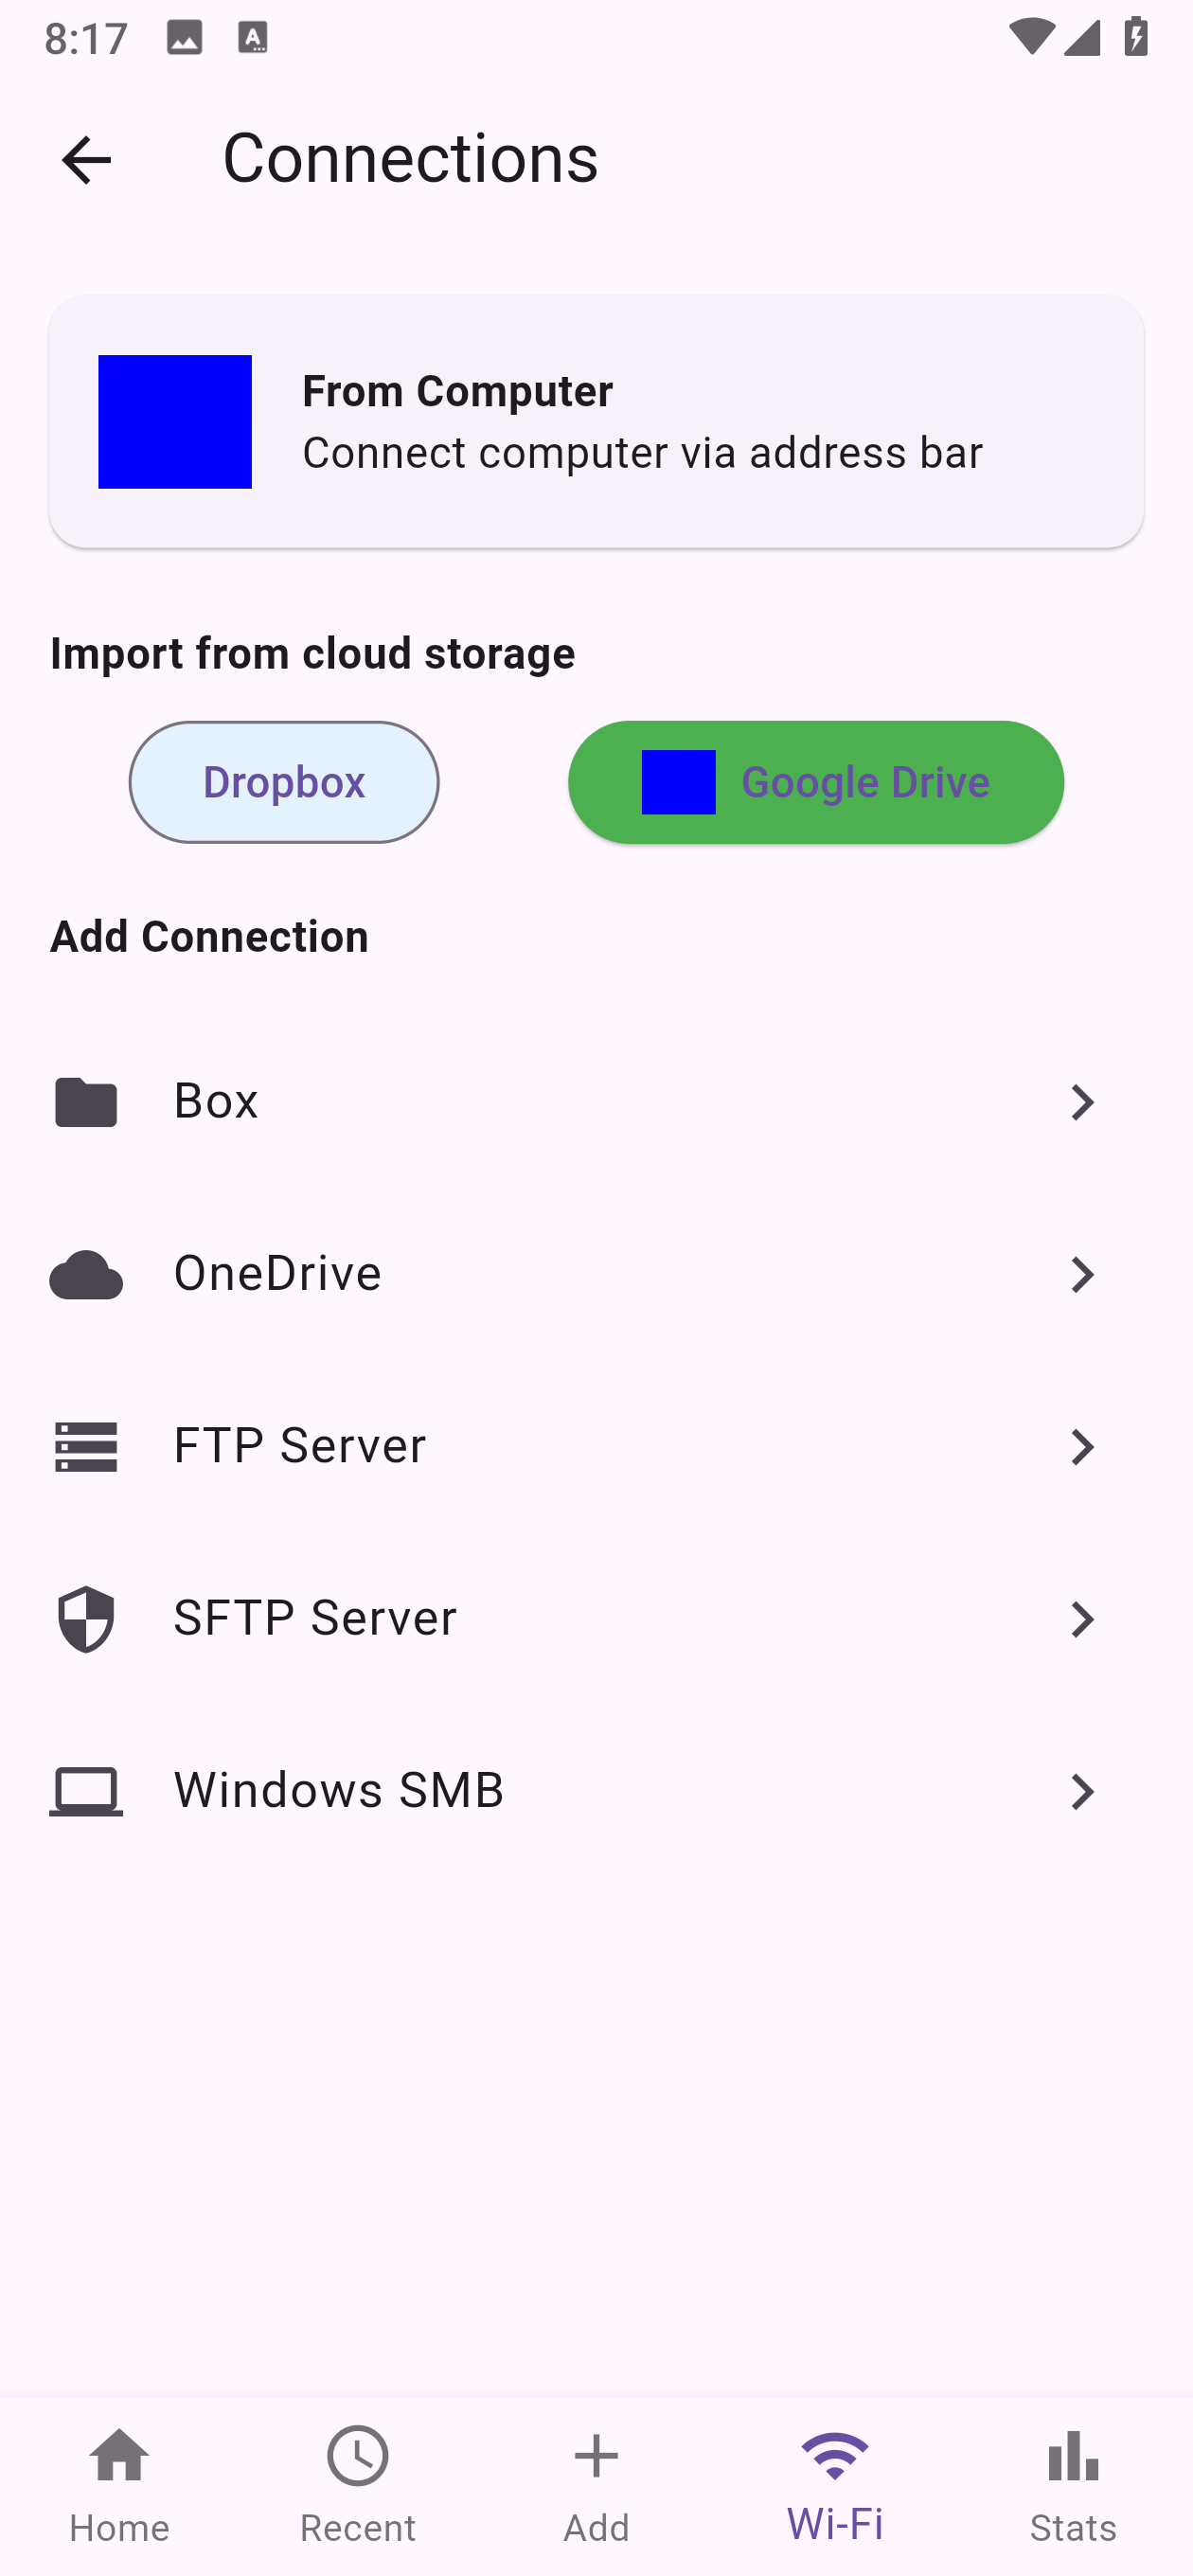 8:17
Connections
From Computer
Connect computer via address bar
Import from cloud storage
Dropbox
Google Drive
Add Connection
Box
OneDrive
FTP Server
SFTP Server
Windows SMB
Home
Recent
Add
Wi-Fi
Stats